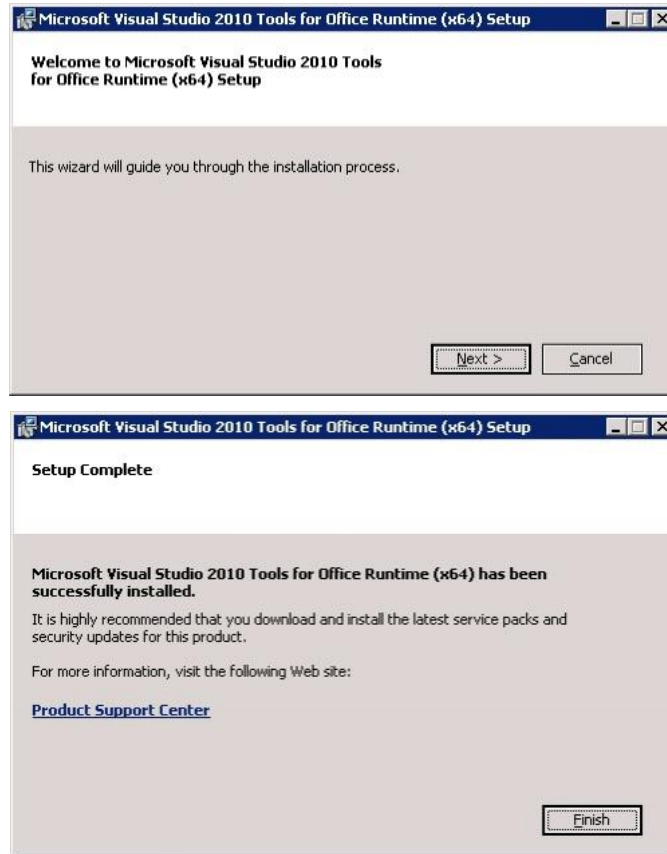 Microsoft Visual Studio 2010 Tools for Office Runtime (x64) Setup
Welcome to Microsoft Visual Studio 2010 Tools
for Office Runtime (x64) Setup
This wizard will guide you through the installation process.
Next >
Cancel
Microsoft Visual Studio 2010 Tools for Office Runtime (x64) Setup
Setup Complete
Microsoft Visual Studio 2010 Tools for Office Runtime (x64) has been
successfully installed.
It is highly recommended that you download and install the latest service packs and
security updates for this product.
For more information, visit the following Web site:
Product Support Center
Finish